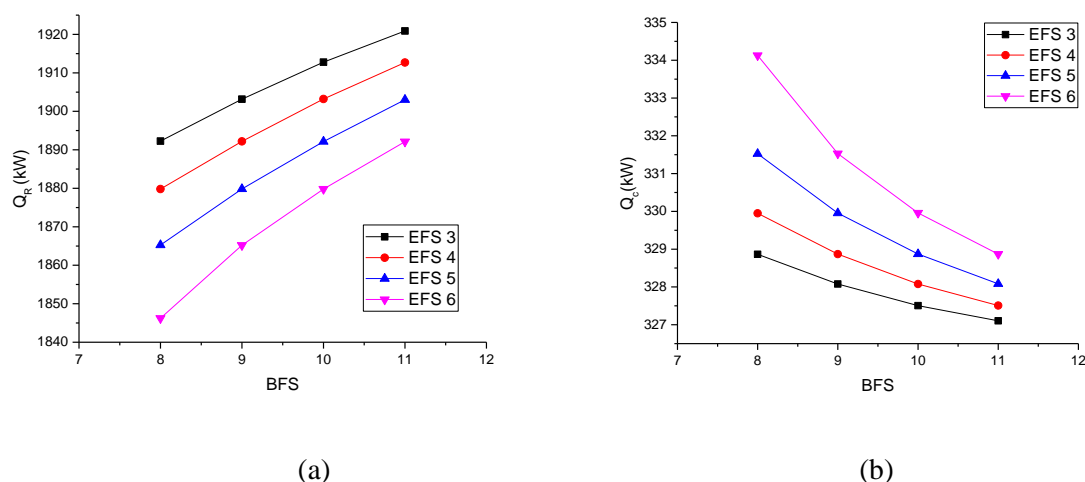 1920
1910
1900
1890
1880
1870
1860
1850
1840
Q_R (kW)
7 8 9 10 11 12
BFS
EFS 3
EFS 4
EFS 5
EFS 6
(a)
335
334
333
332
331
330
329
328
327
Q_c(kW)
7 8 9 10 11 12
BFS
EFS 3
EFS 4
EFS 5
EFS 6
(b)